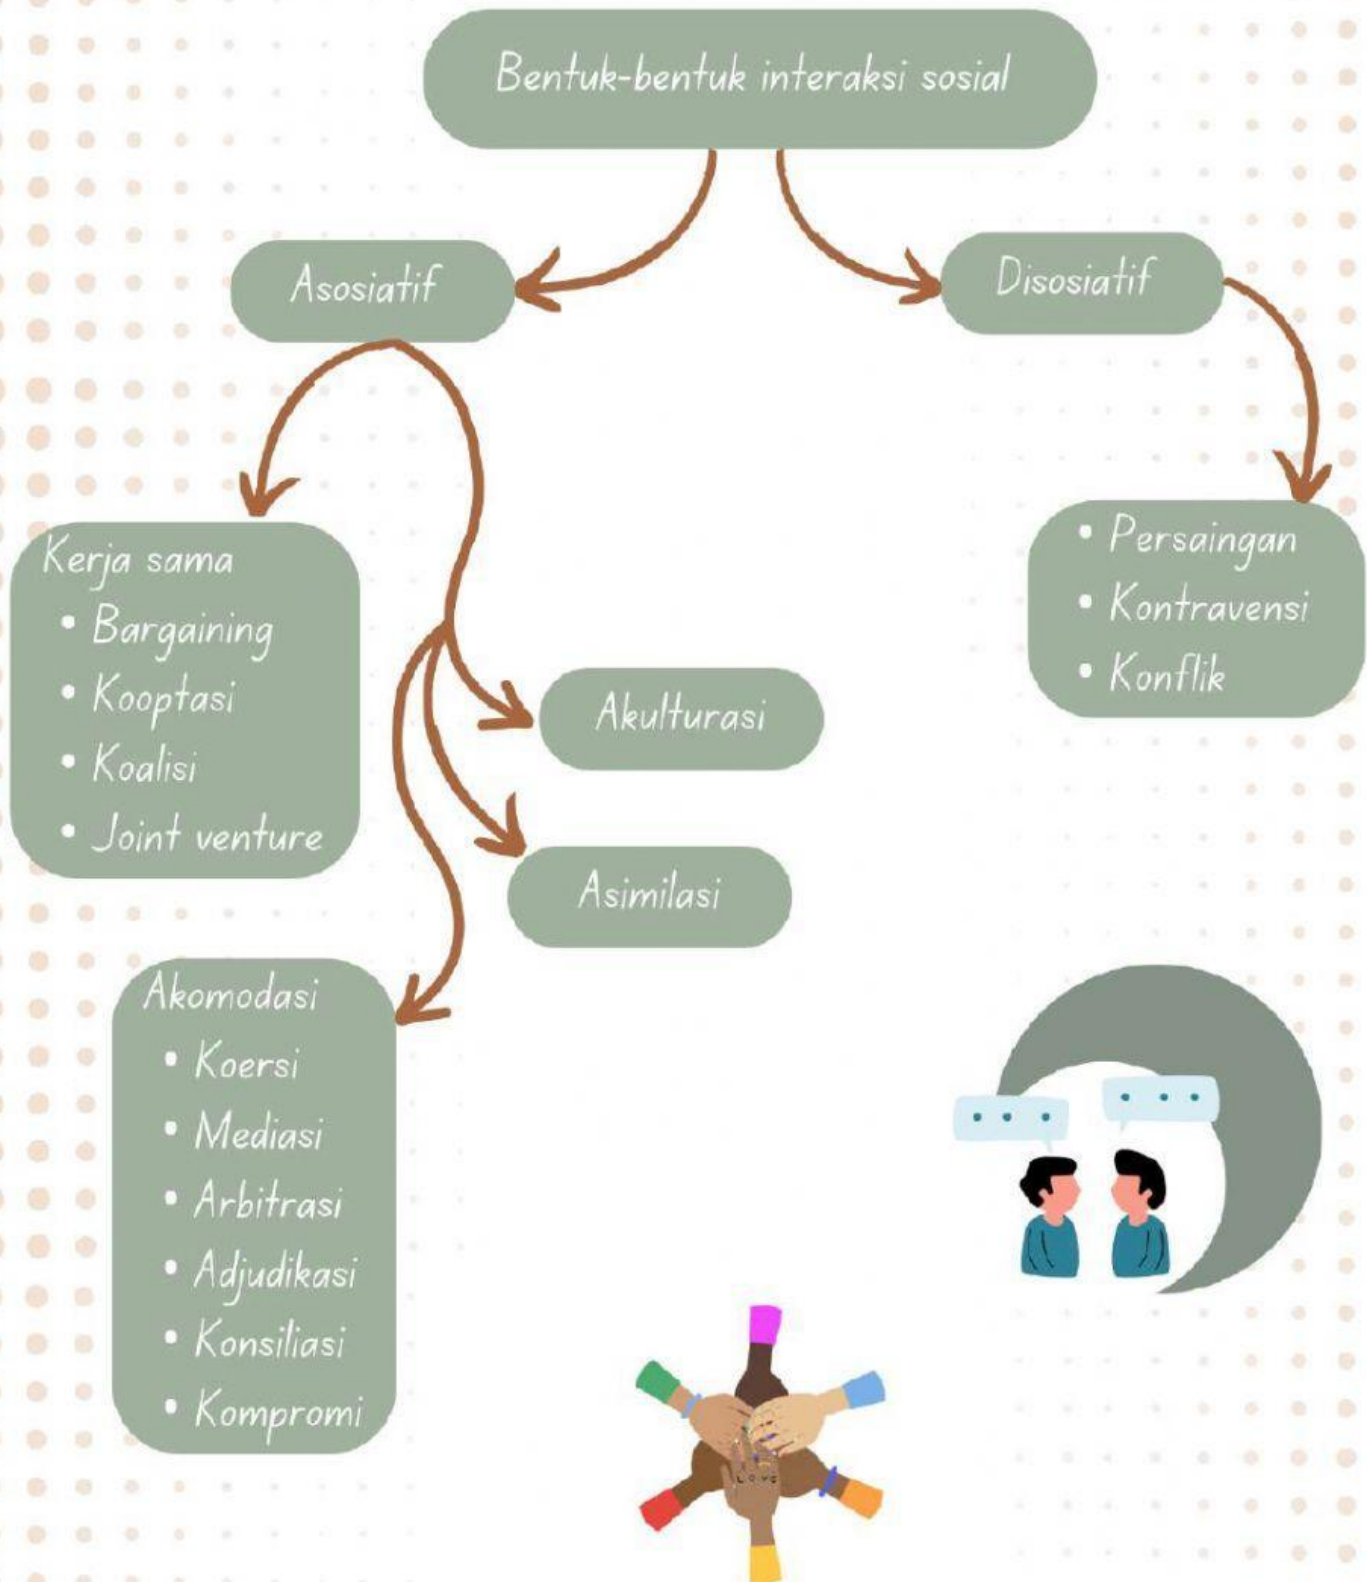 Bentuk-bentuk interaksi sosial
Asosiatif
Disosiatif
Kerja sama
• Bargaining
• Kooptasi
• Koalisi
• Joint venture
• Persaingan
• Kontravensi
• Konflik
Akulturasi
Asimilasi
Akomodasi
• Koersi
• Mediasi
• Arbitrasi
• Adjudikasi
• Konsiliasi
• Kompromi
LOVE